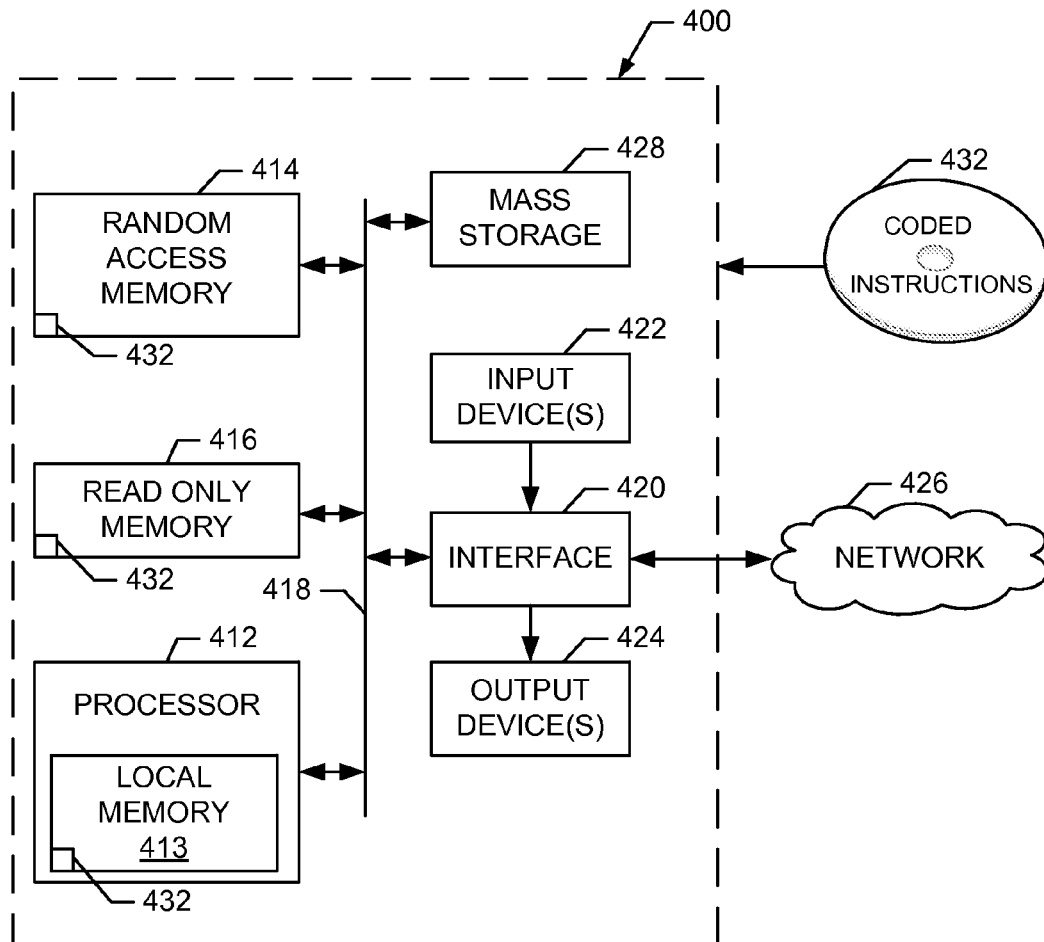 400
414
RANDOM
ACCESS
MEMORY
432
428
MASS
STORAGE
432
CODED
INSTRUCTIONS
422
INPUT
DEVICE(S)
416
READ ONLY
MEMORY
432
420
INTERFACE
426
NETWORK
418
412
PROCESSOR
LOCAL
MEMORY
413
432
424
OUTPUT
DEVICE(S)